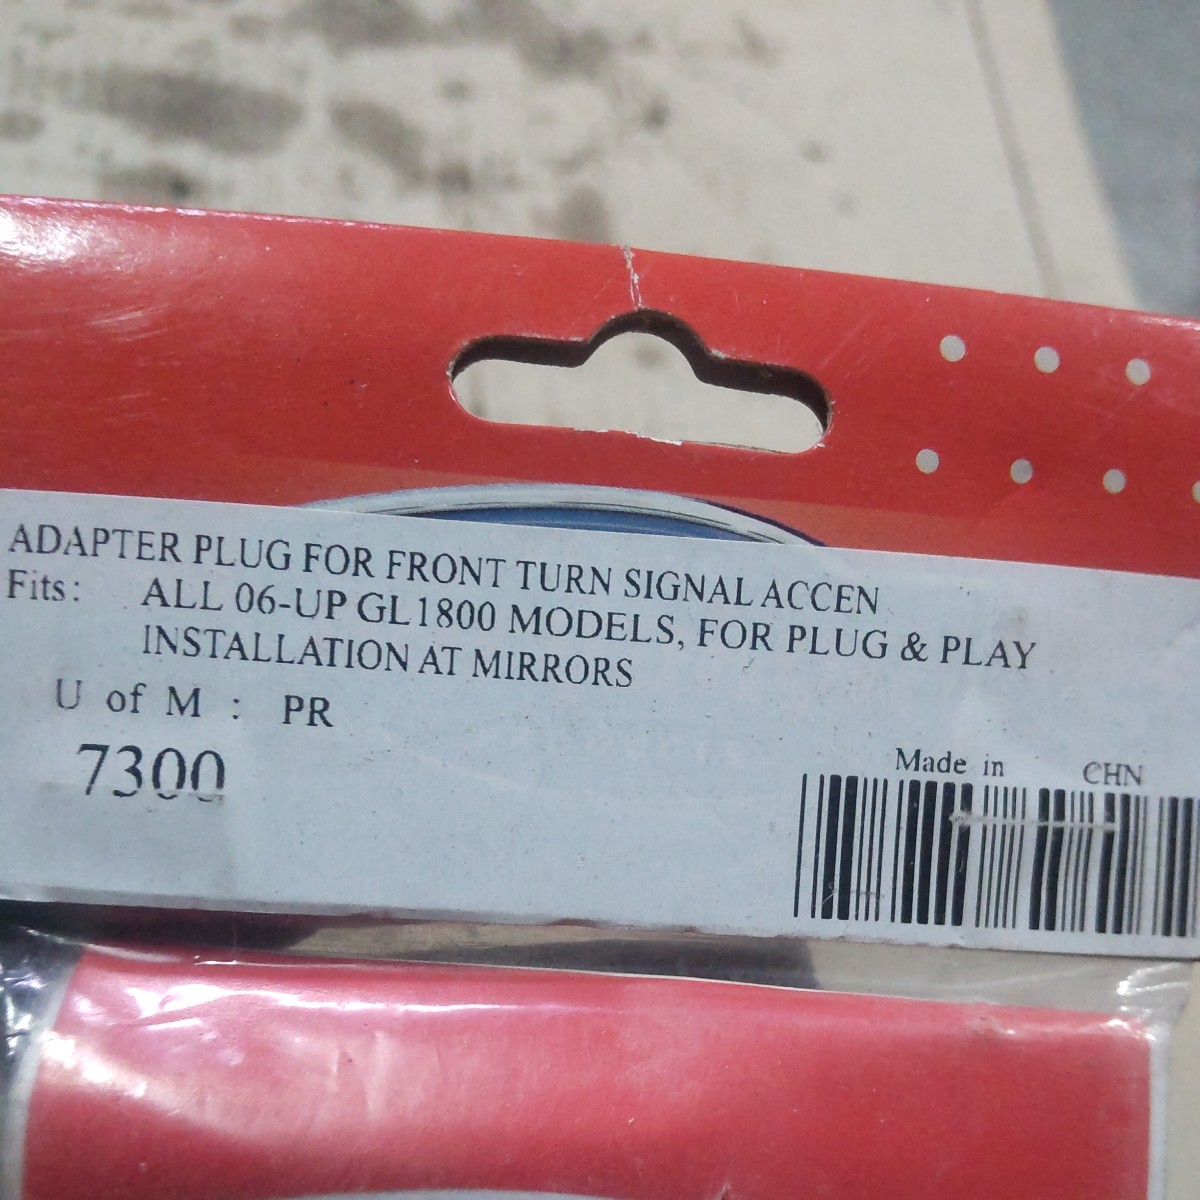 ADAPTER PLUG FOR FRONT TURN SIGNAL ACCEN
Fits: ALL 06-UP GL1800 MODELS, FOR PLUG & PLAY
INSTALLATION AT MIRRORS
U of M : PR
7300
Made in CHN